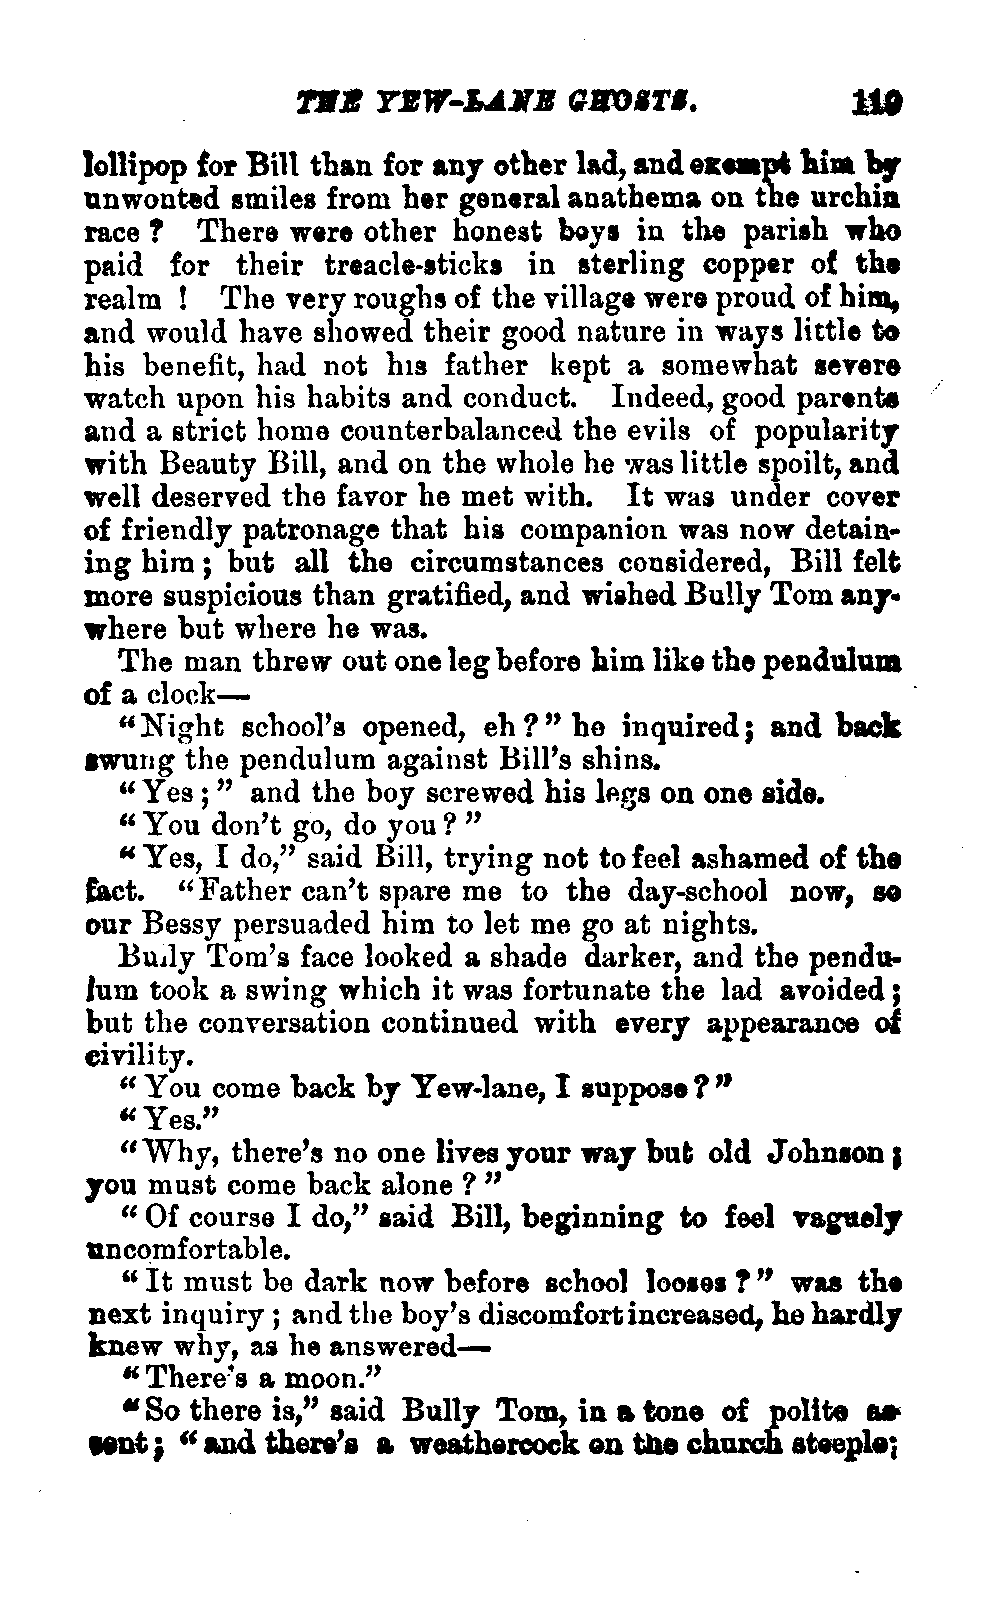 THE YEW-LANE GHOSTS. 119
lollipop for Bill than for any other lad, and exempt him by
unwonted smiles from her general anathema on the urchin
race ? There were other honest boys in the parish who
paid for their treacle-sticks in sterling copper of the
realm ! The very roughs of the village were proud of him,
and would have showed their good nature in ways little to
his benefit, had not his father kept a somewhat severe
watch upon his habits and conduct. Indeed, good parents
and a strict home counterbalanced the evils of popularity
with Beauty Bill, and on the whole he was little spoilt, and
well deserved the favor he met with. It was under cover
of friendly patronage that his companion was now detain-
ing him ; but all the circumstances considered, Bill felt
more suspicious than gratified, and wished Bully Tom any-
where but where he was.
The man threw out one leg before him like the pendulum
of a clock—
“Night school’s opened, eh ? ” he inquired ; and back
swung the pendulum against Bill’s shins.
“ Yes ; ” and the boy screwed his legs on one side.
“ You don’t go, do you ? ”
“ Yes, I do,” said Bill, trying not to feel ashamed of the
fact. “Father can’t spare me to the day-school now, so
our Bessy persuaded him to let me go at nights.
Bully Tom’s face looked a shade darker, and the pendu-
lum took a swing which it was fortunate the lad avoided ;
but the conversation continued with every appearance of
civility.
“ You come back by Yew-lane, I suppose ? ”
“ Yes.”
“Why, there’s no one lives your way but old Johnson ;
you must come back alone ? ”
“ Of course I do,” said Bill, beginning to feel vaguely
uncomfortable.
“ It must be dark now before school looses ? ” was the
next inquiry ; and the boy’s discomfort increased, he hardly
knew why, as he answered—
“ There’s a moon.”
“So there is,” said Bully Tom, in a tone of polite as-
sent ; “ and there’s a weathercock on the church steeple ;